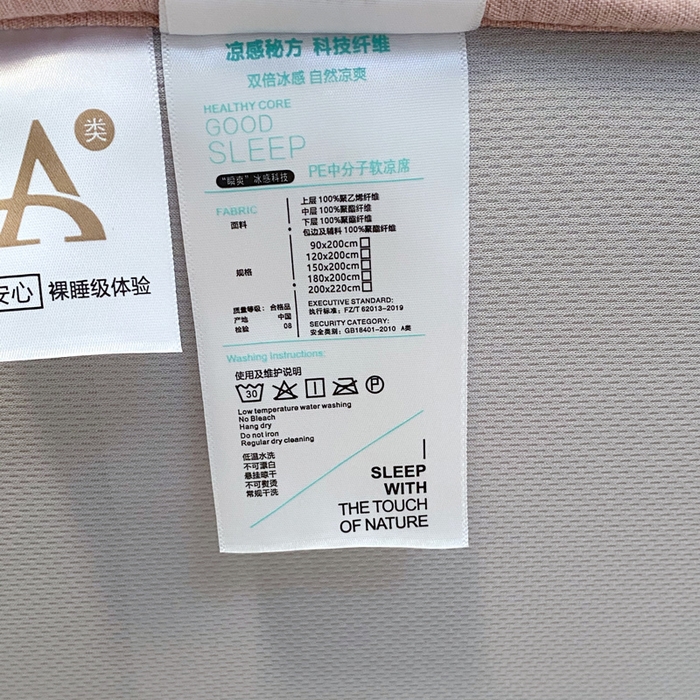 A类
安心 裸睡级体验
凉感秘方 科技纤维
双倍冰感 自然凉爽
HEALTHY CORE
GOOD
SLEEP
"瞬爽"冰感科技 PE中分子软凉席
FABRIC
面料
上层 100%聚乙烯纤维
中层 100%聚酯纤维
下层 100%聚酯纤维
包边及辅料 100%聚酯纤维
规格
90x200cm
120x200cm
150x200cm
180x200cm
200x220cm
质量等级: 合格品
产地 中国
检验 08
EXECUTIVE STANDARD:
执行标准: FZ/T 62013-2019
SECURITY CATEGORY:
安全类别: GB18401-2010 A类
Washing Instructions:
使用及维护说明
30 P
Low temperature water washing
No Bleach
Hang dry
Do not iron
Regular dry cleaning
低温水洗
不可漂白
悬挂晾干
不可熨烫
常规干洗
SLEEP
WITH
THE TOUCH
OF NATURE